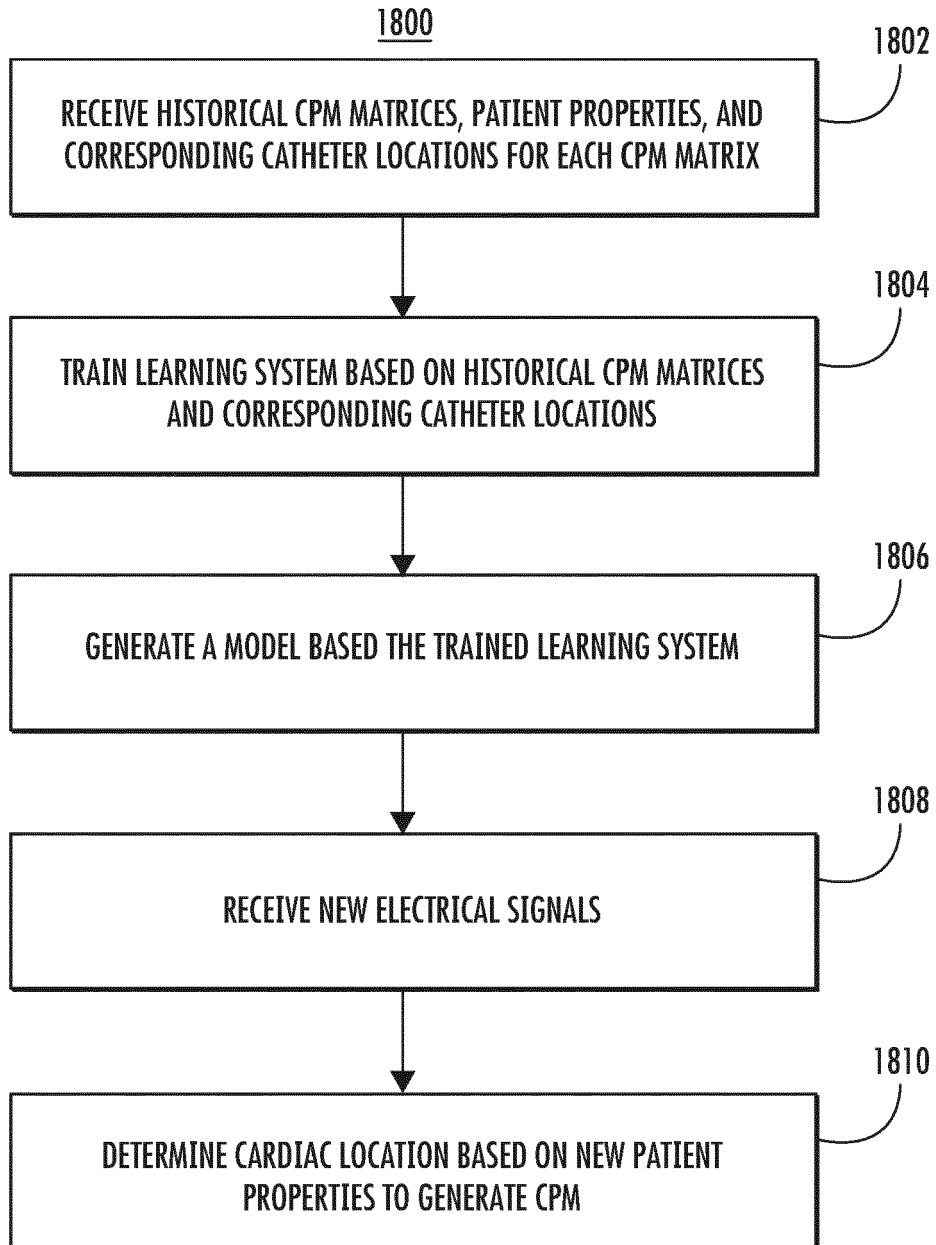 1800
1802
RECEIVE HISTORICAL CPM MATRICES, PATIENT PROPERTIES, AND
CORRESPONDING CATHETER LOCATIONS FOR EACH CPM MATRIX
1804
TRAIN LEARNING SYSTEM BASED ON HISTORICAL CPM MATRICES
AND CORRESPONDING CATHETER LOCATIONS
1806
GENERATE A MODEL BASED THE TRAINED LEARNING SYSTEM
1808
RECEIVE NEW ELECTRICAL SIGNALS
1810
DETERMINE CARDIAC LOCATION BASED ON NEW PATIENT
PROPERTIES TO GENERATE CPM